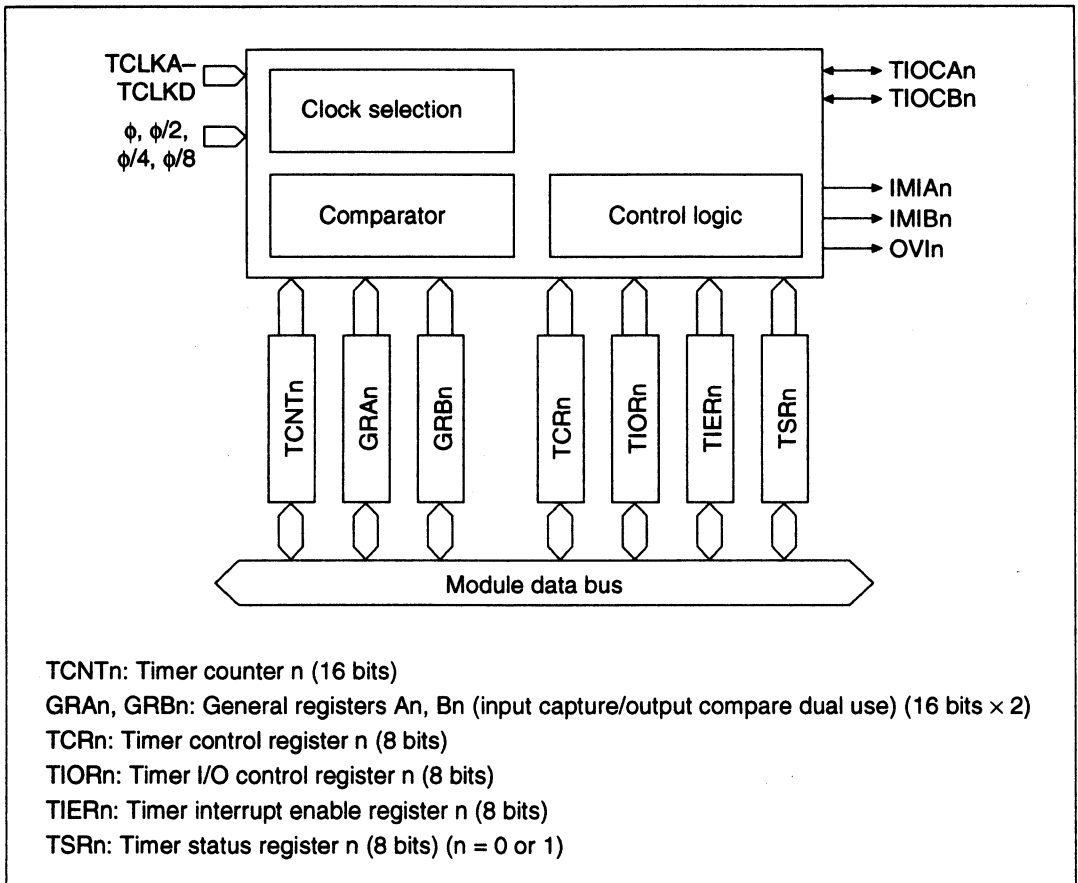 TCLKA–
TCLKD
ϕ, ϕ/2,
ϕ/4, ϕ/8
Clock selection
Comparator
Control logic
TIOCAn
TIOCBn
IMIAn
IMIBn
OVIn
TCNTn
GRAn
GRBn
TCRn
TIORn
TIERn
TSRn
Module data bus
TCNTn: Timer counter n (16 bits)
GRAn, GRBn: General registers An, Bn (input capture/output compare dual use) (16 bits × 2)
TCRn: Timer control register n (8 bits)
TIORn: Timer I/O control register n (8 bits)
TIERn: Timer interrupt enable register n (8 bits)
TSRn: Timer status register n (8 bits) (n = 0 or 1)